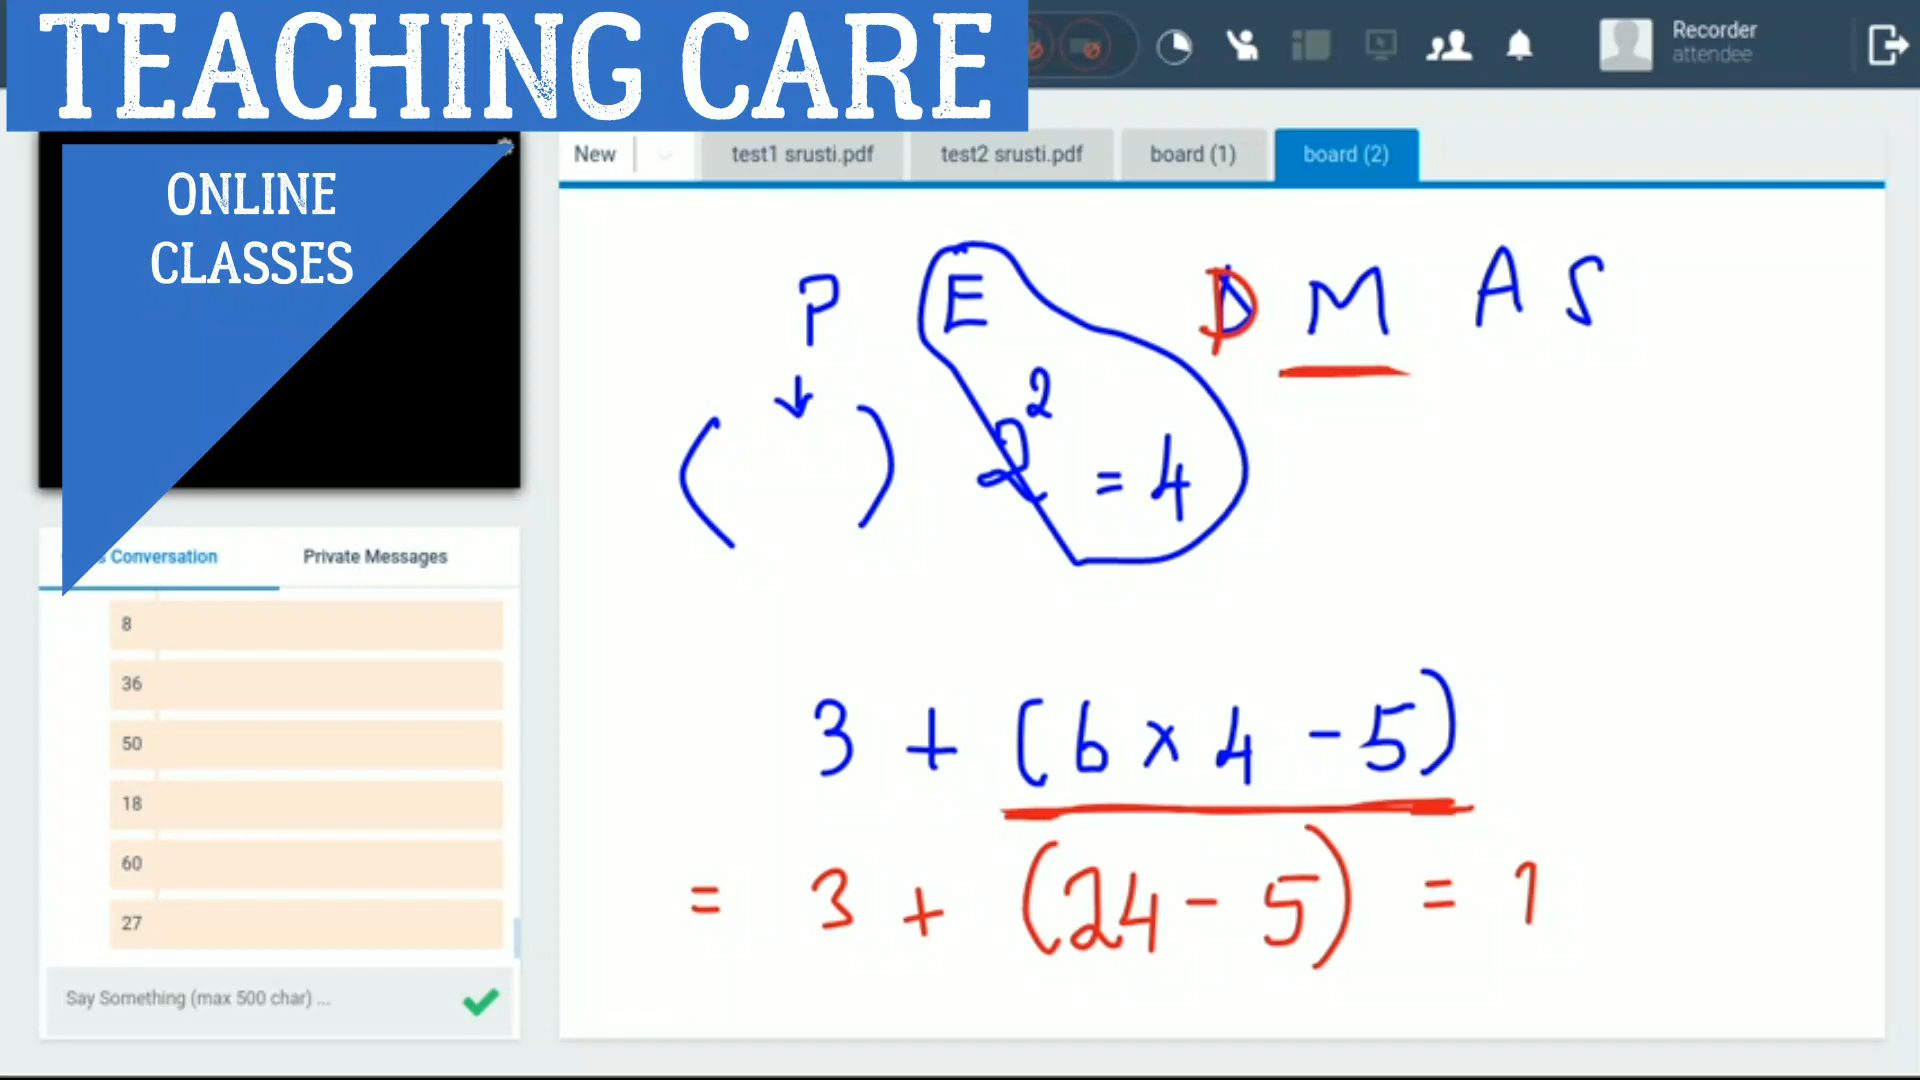 TEACHING CARE
ONLINE
CLASSES
Recorder
attendee
New
test1 srusti.pdf
test2 srusti.pdf
board (1)
board (2)
P E D M A S
( ) 2² = 4
3 + (6 × 4 - 5)
= 3 + (24 - 5) = 1
Conversation
Private Messages
8
36
50
18
60
27
Say Something (max 500 char) ...